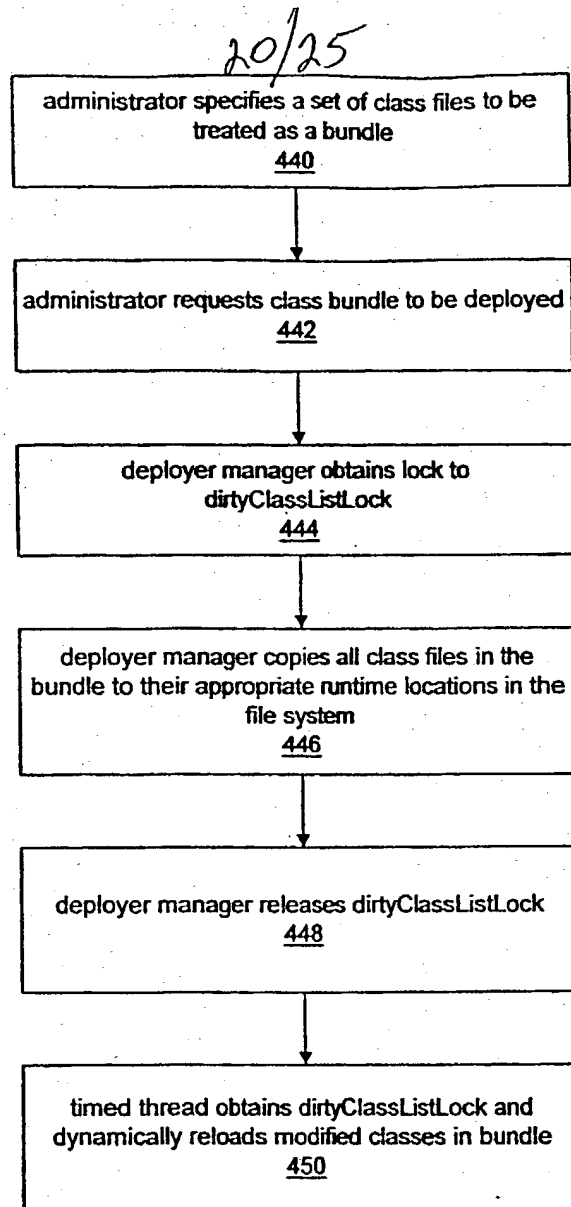 20/25
administrator specifies a set of class files to be
treated as a bundle
440
administrator requests class bundle to be deployed
442
deployer manager obtains lock to
dirtyClassListLock
444
deployer manager copies all class files in the
bundle to their appropriate runtime locations in the
file system
446
deployer manager releases dirtyClassListLock
448
timed thread obtains dirtyClassListLock and
dynamically reloads modified classes in bundle
450